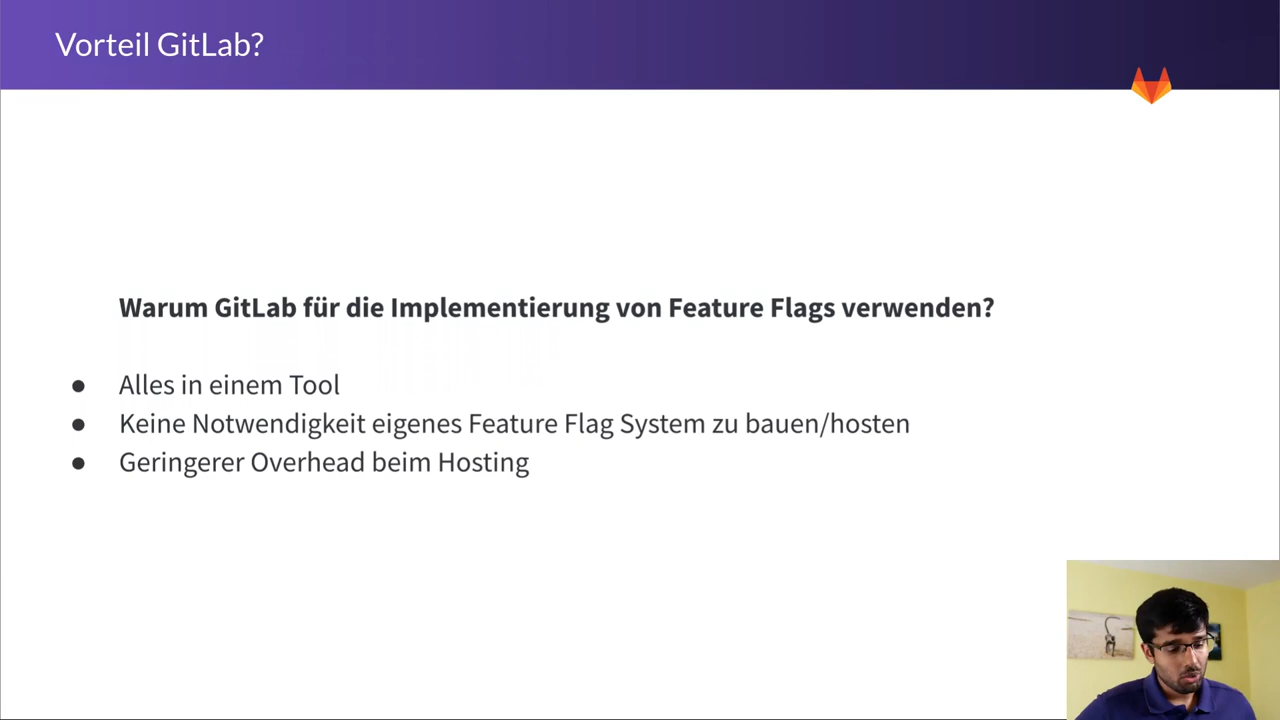 Vorteil GitLab?
Warum GitLab für die Implementierung von Feature Flags verwenden?
● Alles in einem Tool
● Keine Notwendigkeit eigenes Feature Flag System zu bauen/hosten
● Geringerer Overhead beim Hosting